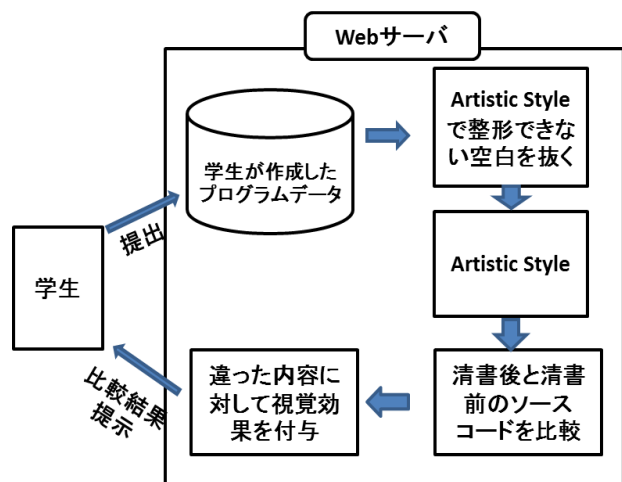 Webサーバ
学生が作成した
プログラムデータ
Artistic Style
で整形できな
い空白を抜く
提出
学生
Artistic Style
清書後と清書
前のソース
コードを比較
違った内容に
対して視覚効
果を付与
比較結果
提示